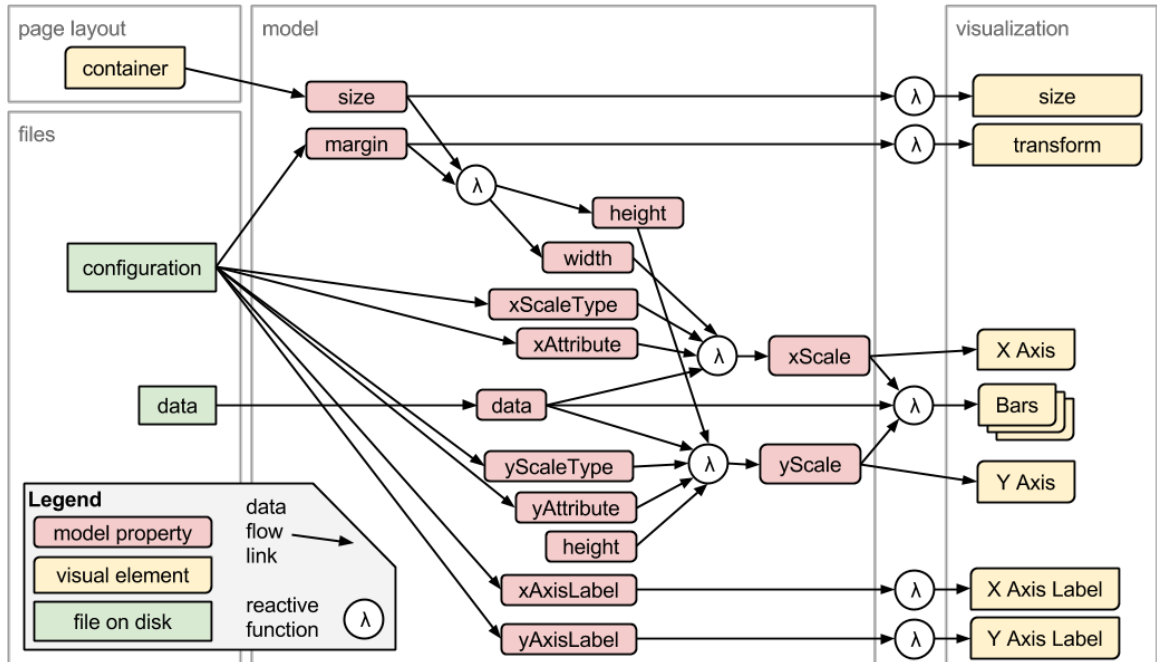 page layout
container
files
configuration
data
model
size
margin
λ
height
width
xScaleType
xAttribute
λ
xScale
data
yScaleType
yAttribute
height
λ
yScale
xAxisLabel
yAxisLabel
visualization
λ
size
λ
transform
X Axis
λ
Bars
Y Axis
λ
X Axis Label
λ
Y Axis Label
Legend
model property
visual element
file on disk
data
flow
link
reactive
function
λ